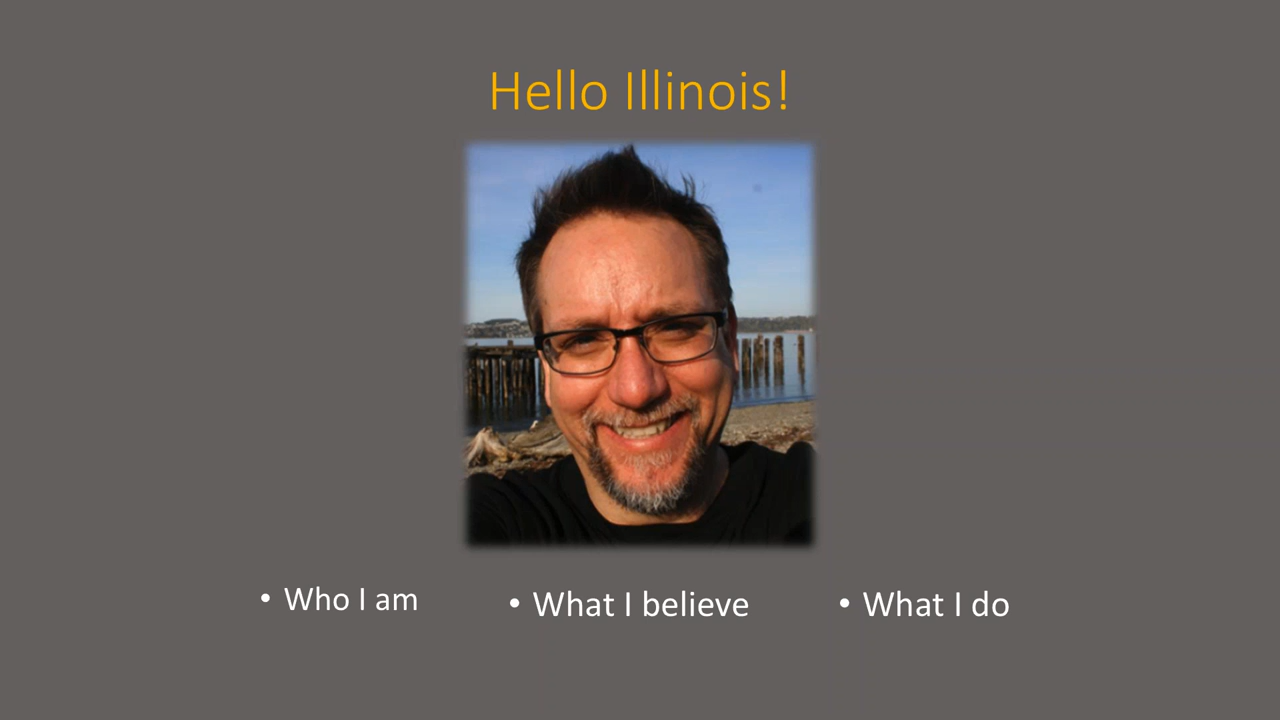 Hello Illinois!
• Who I am
• What I believe
• What I do